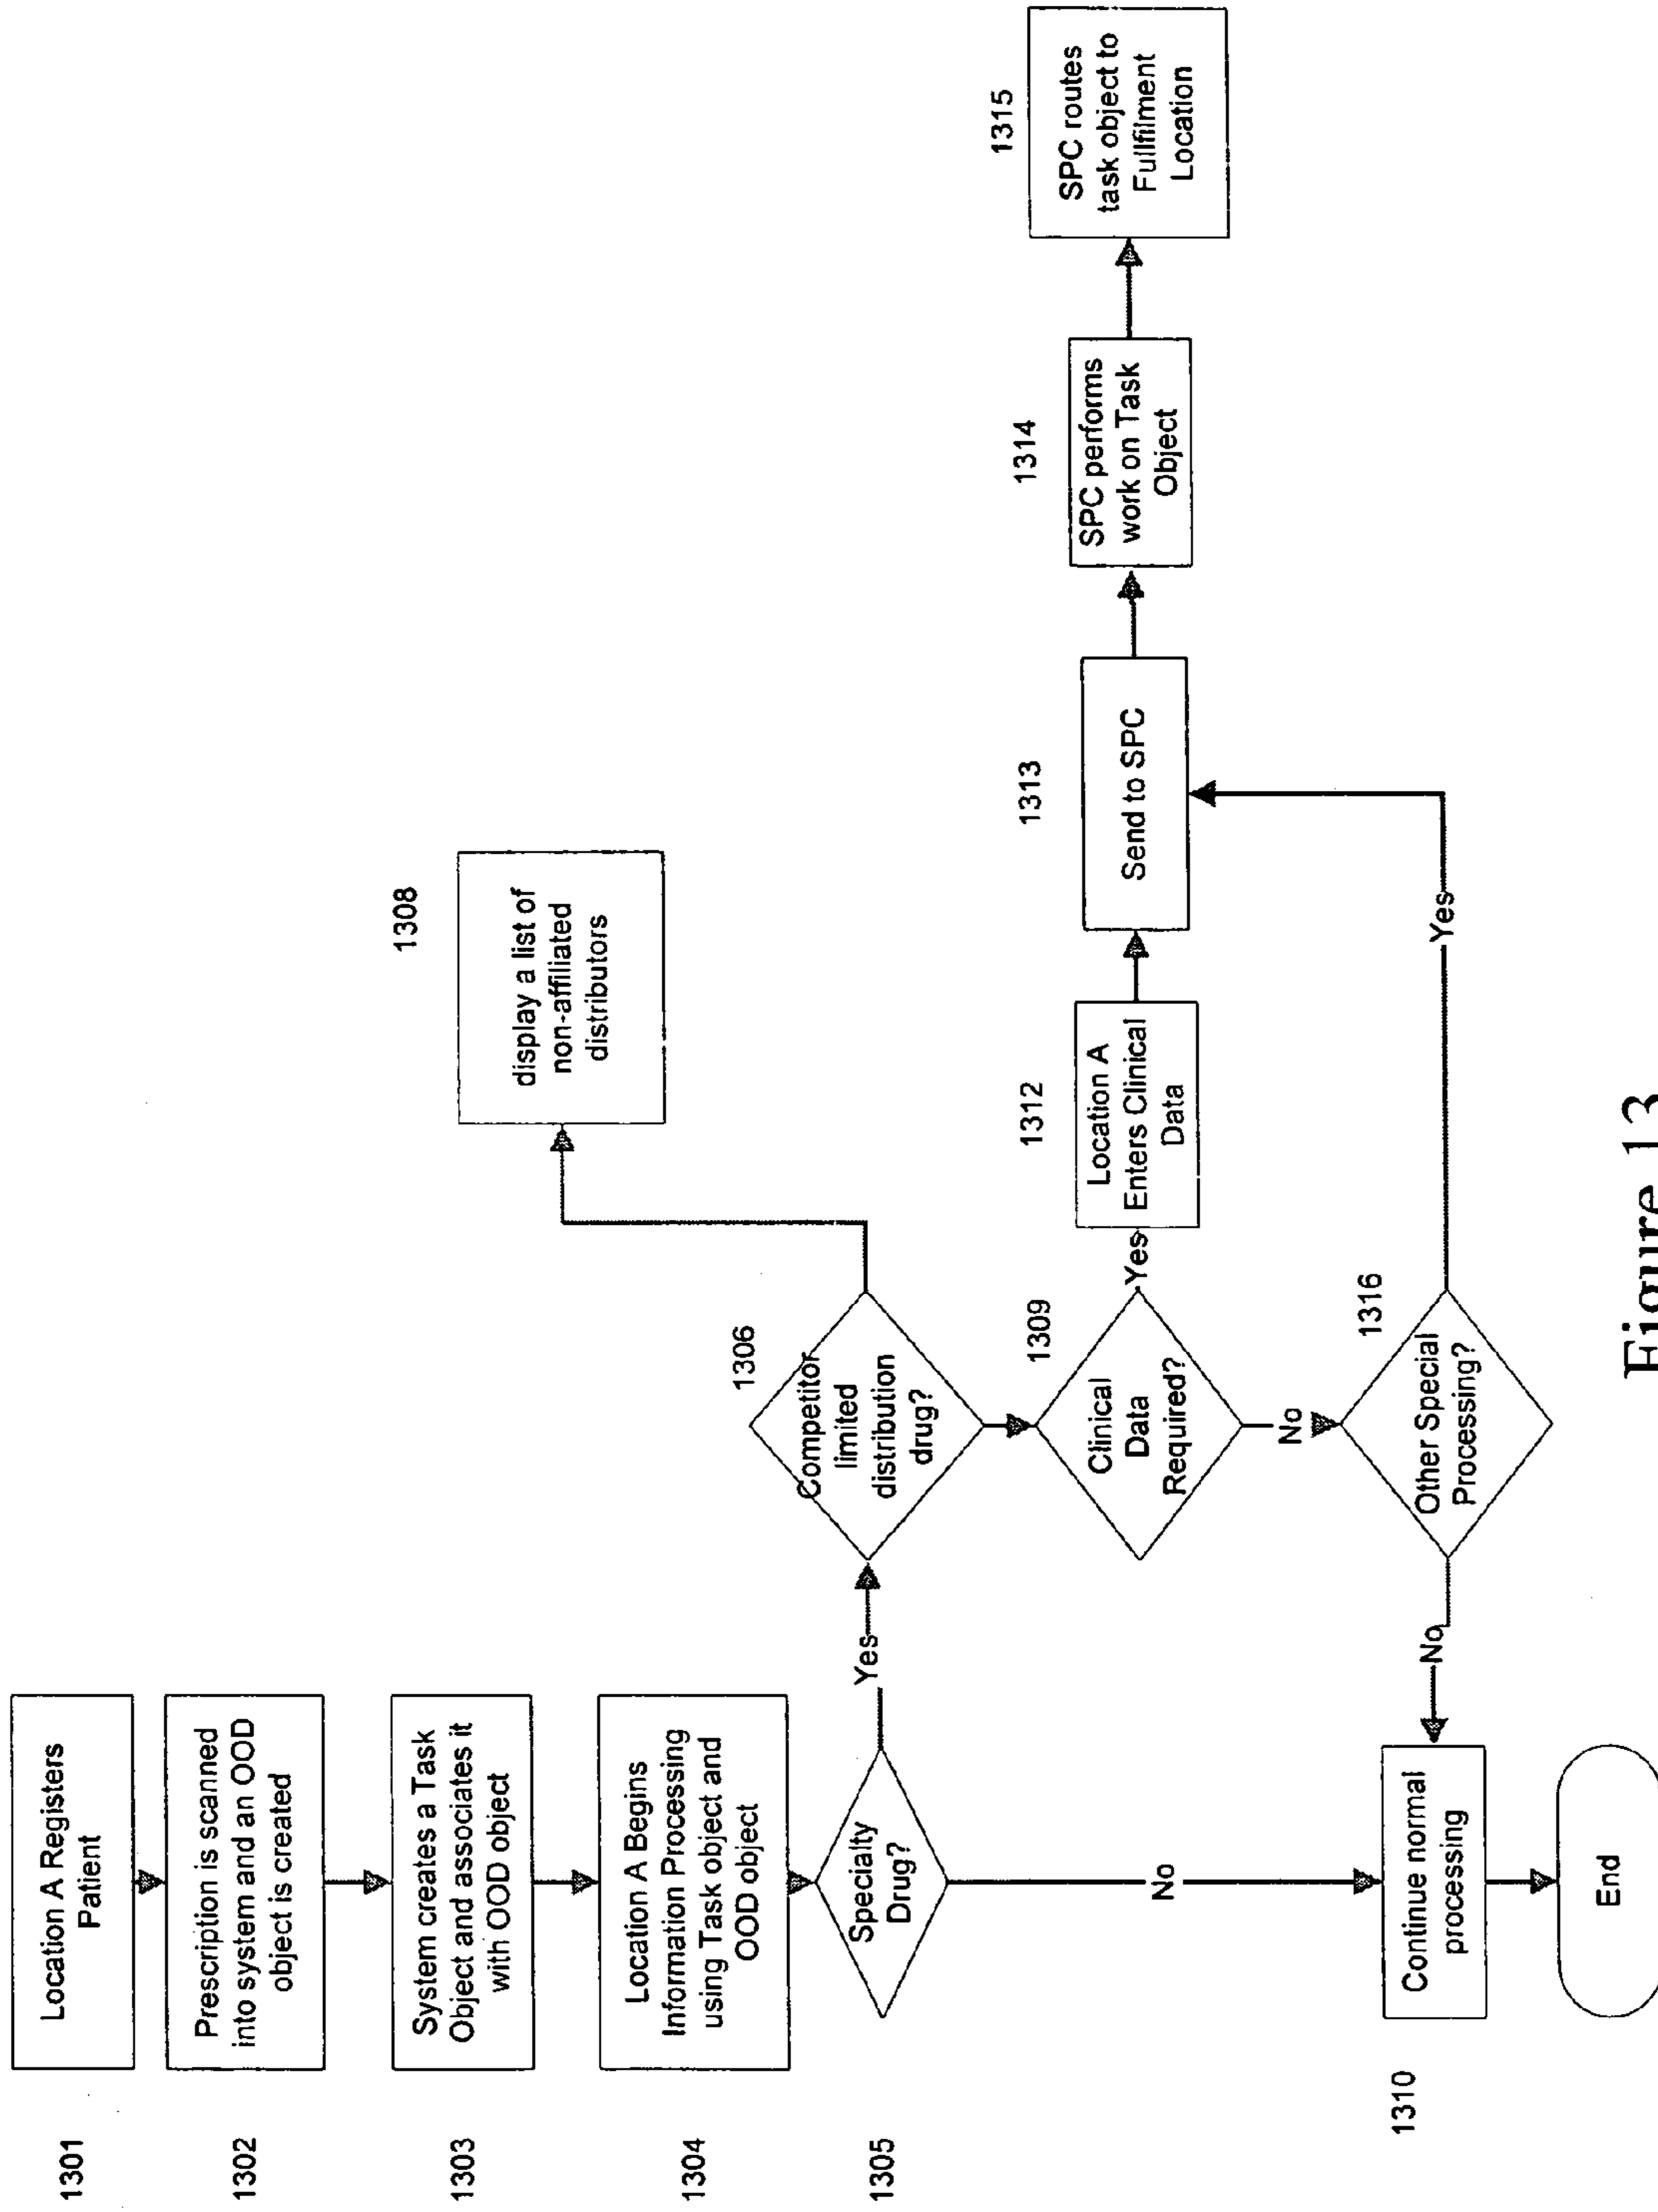 1301
Location A Registers
Patient
1302
Prescription is scanned
into system and an OOD
object is created
1303
System creates a Task
Object and associates it
with OOD object
1304
Location A Begins
Information Processing
using Task object and
OOD object
1305
Specialty
Drug?
Yes
No
1306
Competitor
limited
distribution
drug?
1308
display a list of
non-affiliated
distributors
1309
Clinical
Data
Required?
Yes
No
1312
Location A
Enters Clinical
Data
1313
Send to SPC
1314
SPC performs
work on Task
Object
1315
SPC routes
task object to
Fullfilment
Location
1316
Other Special
Processing?
Yes
No
1310
Continue normal
processing
End
Figure 13